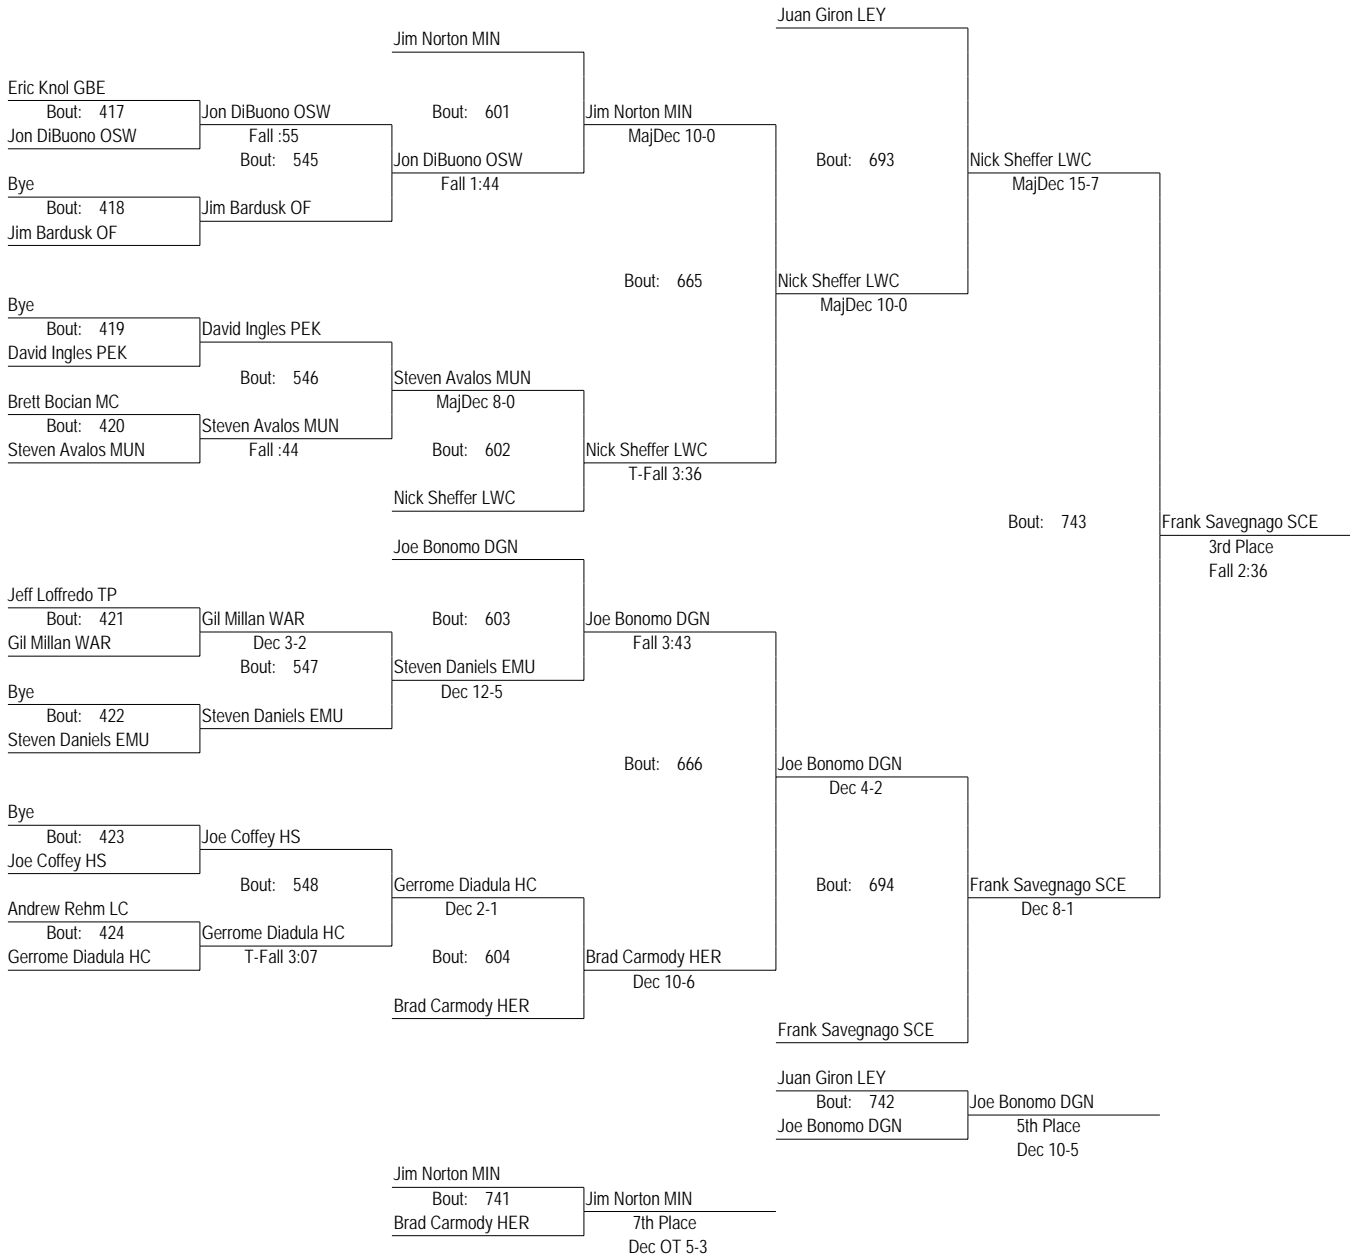 Juan Giron LEY
Jim Norton MIN
Eric Knol GBE
Bout: 417
Jon DiBuono OSW
Jon DiBuono OSW
Fall :55
Bout: 545
Bye
Bout: 418
Jim Bardusk OF
Jim Bardusk OF
Bout: 601
Jon DiBuono OSW
Fall 1:44
Jim Norton MIN
MajDec 10-0
Bye
Bout: 419
David Ingles PEK
David Ingles PEK
Bout: 546
Brett Bocian MC
Bout: 420
Steven Avalos MUN
Steven Avalos MUN
Fall :44
Steven Avalos MUN
MajDec 8-0
Bout: 602
Nick Sheffer LWC
Nick Sheffer LWC
T-Fall 3:36
Bout: 665
Nick Sheffer LWC
MajDec 10-0
Bout: 693
Nick Sheffer LWC
MajDec 15-7
Bout: 743
Frank Savegnago SCE
3rd Place
Fall 2:36
Joe Bonomo DGN
Jeff Loffredo TP
Bout: 421
Gil Millan WAR
Gil Millan WAR
Dec 3-2
Bout: 547
Bye
Bout: 422
Steven Daniels EMU
Steven Daniels EMU
Bout: 603
Steven Daniels EMU
Dec 12-5
Joe Bonomo DGN
Fall 3:43
Bout: 666
Bye
Bout: 423
Joe Coffey HS
Joe Coffey HS
Bout: 548
Andrew Rehm LC
Bout: 424
Gerrome Diadula HC
Gerrome Diadula HC
T-Fall 3:07
Gerrome Diadula HC
Dec 2-1
Bout: 604
Brad Carmody HER
Brad Carmody HER
Dec 10-6
Joe Bonomo DGN
Dec 4-2
Bout: 694
Frank Savegnago SCE
Frank Savegnago SCE
Dec 8-1
Juan Giron LEY
Bout: 742
Joe Bonomo DGN
Joe Bonomo DGN
5th Place
Dec 10-5
Jim Norton MIN
Bout: 741
Brad Carmody HER
Jim Norton MIN
7th Place
Dec OT 5-3